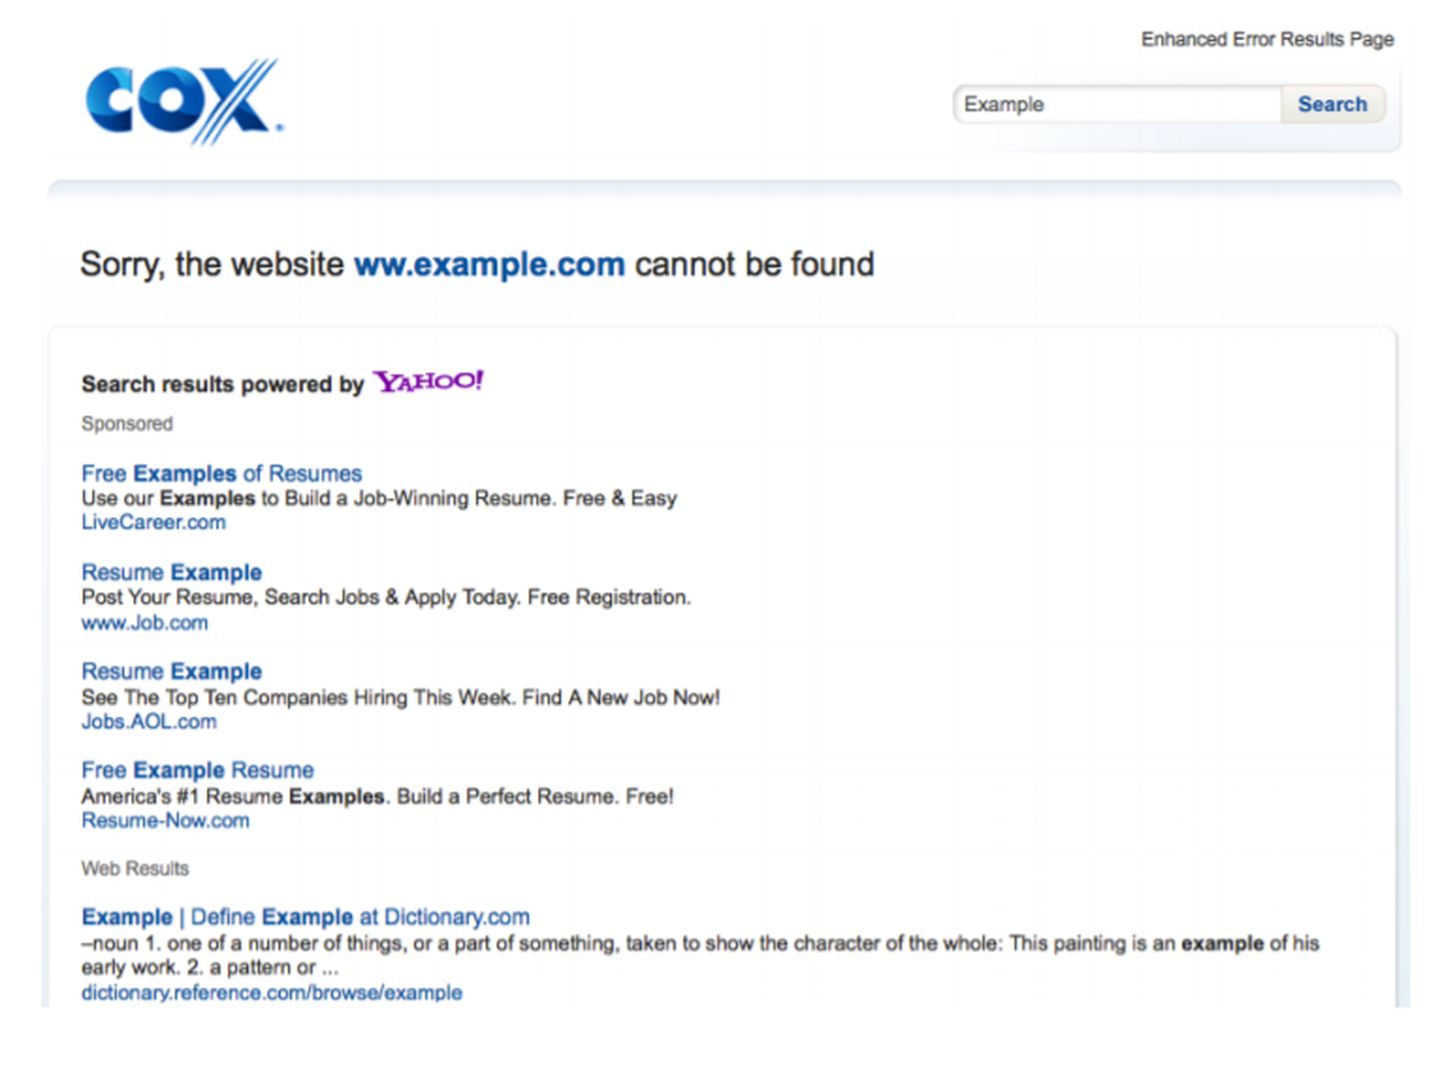 Enhanced Error Results Page
COX.
Example
Search
Sorry, the website ww.example.com cannot be found
Search results powered by YAHOO!
Sponsored
Free Examples of Resumes
Use our Examples to Build a Job-Winning Resume. Free & Easy
LiveCareer.com
Resume Example
Post Your Resume, Search Jobs & Apply Today. Free Registration.
www.Job.com
Resume Example
See The Top Ten Companies Hiring This Week. Find A New Job Now!
Jobs.AOL.com
Free Example Resume
America's #1 Resume Examples. Build a Perfect Resume. Free!
Resume-Now.com
Web Results
Example | Define Example at Dictionary.com
–noun 1. one of a number of things, or a part of something, taken to show the character of the whole: This painting is an example of his
early work. 2. a pattern or ...
dictionary.reference.com/browse/example